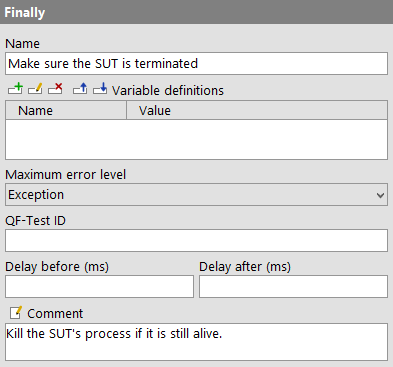 Finally
Name
Make sure the SUT is terminated
Variable definitions
Name Value
Maximum error level
Exception
QF-Test ID
Delay before (ms) Delay after (ms)
Comment
Kill the SUT's process if it is still alive.